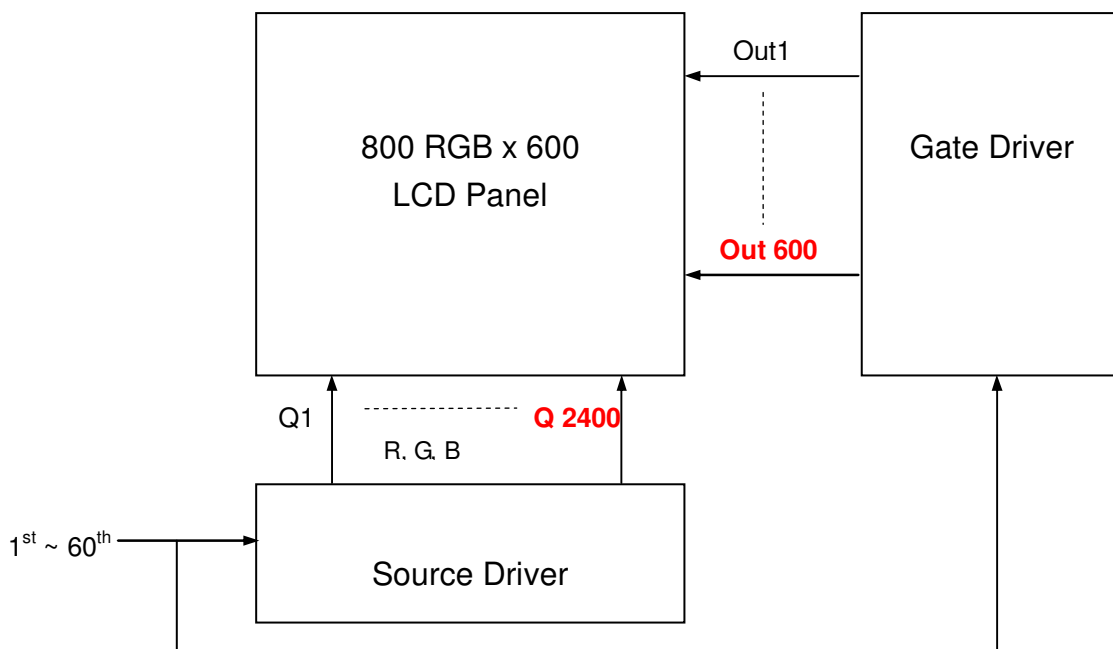 Out1
800 RGB x 600
LCD Panel
Gate Driver
Out 600
Q1
Q 2400
R, G, B
1st ~ 60th
Source Driver